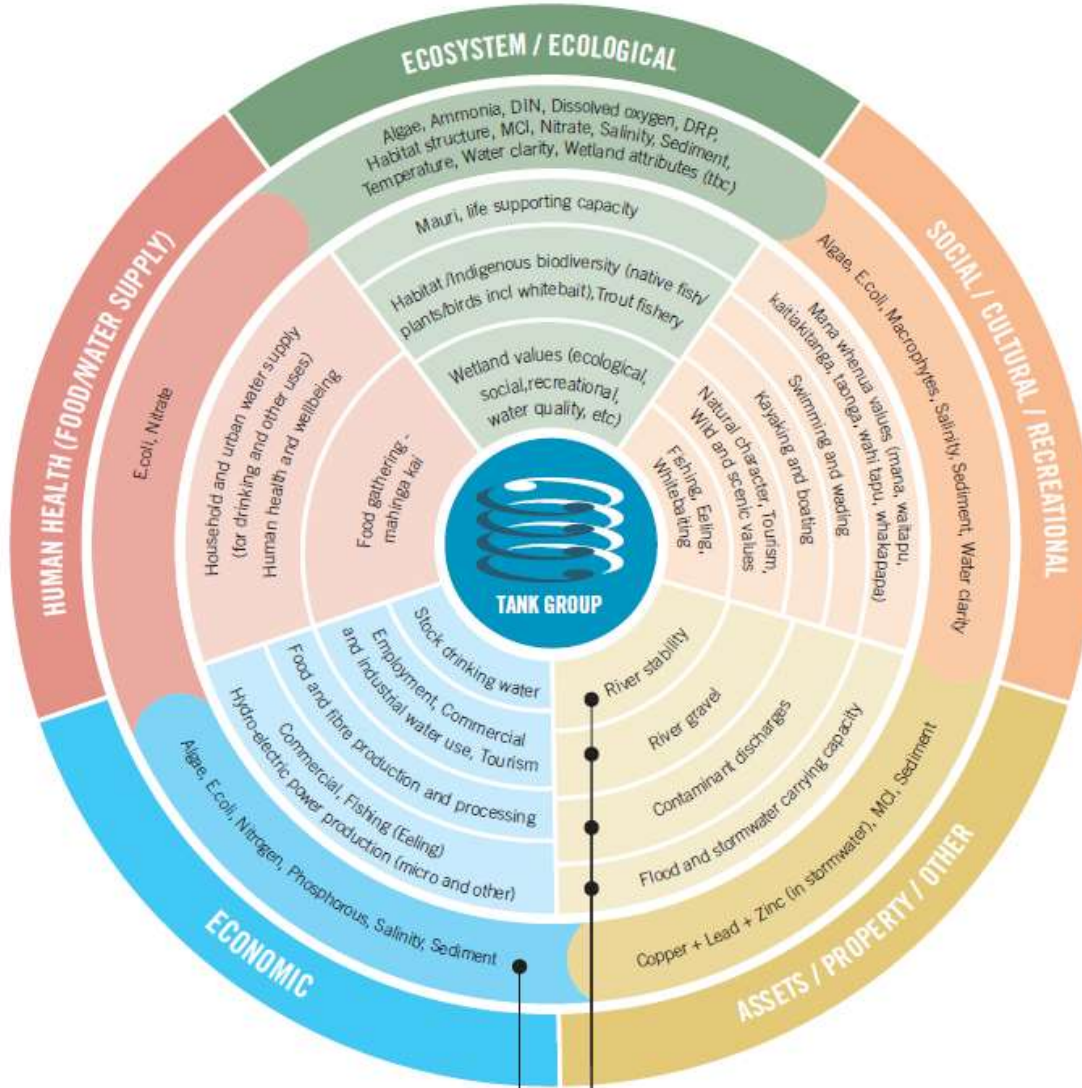 ECOSYSTEM / ECOLOGICAL
Algae, Ammonia, DIN, Dissolved oxygen, DRP,
Habitat structure, MCI, Nitrate, Salinity, Sediment,
Temperature, Water clarity, Wetland attributes (tbc)
Mauri, life supporting capacity
Habitat/Indigenous biodiversity (native fish/
plants/birds incl whitebait), Trout fishery
Wetland values (ecological,
social,recreational,
water quality, etc)
SOCIAL / CULTURAL / RECREATIONAL
Algae, E.coli, Macrophytes, Salinity, Sediment, Water clarity
Mana whenua values (mana, waitapu,
kaitiakitanga, taonga, wahi tapu, whakapapa)
Swimming and wading
Kayaking and boating
Natural character, Tourism,
Wild and scenic values
Fishing, Eeling,
Whitebaiting
ASSETS / PROPERTY / OTHER
Copper + Lead + Zinc (in stormwater), MCI, Sediment
Flood and stormwater carrying capacity
Contaminant discharges
River gravel
River stability
ECONOMIC
Algae, E.coli, Nitrogen, Phosphorous, Salinity, Sediment
Commercial, Fishing (Eeling)
Hydro-electric power production (micro and other)
Food and fibre production and processing
Employment, Commercial
and Industrial water use, Tourism
Stock drinking water
HUMAN HEALTH (FOOD/WATER SUPPLY)
E.coli, Nitrate
Household and urban water supply
(for drinking and other uses)
Human health and wellbeing
Food gathering -
mahinga kai
TANK GROUP